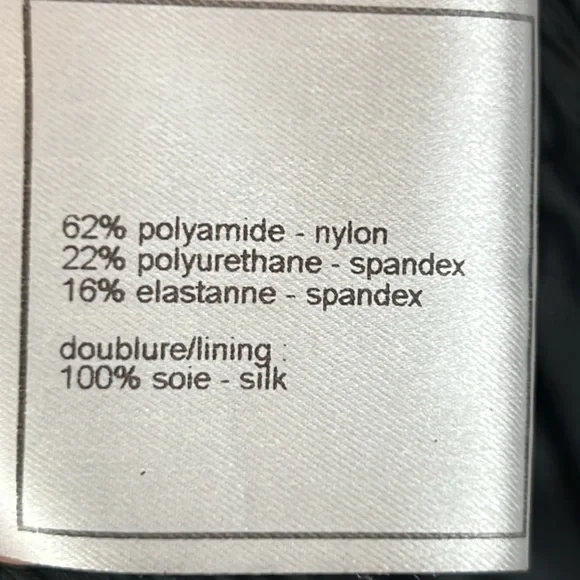 62% polyamide - nylon
22% polyurethane - spandex
16% elastanne - spandex
doublure/lining :
100% soie - silk